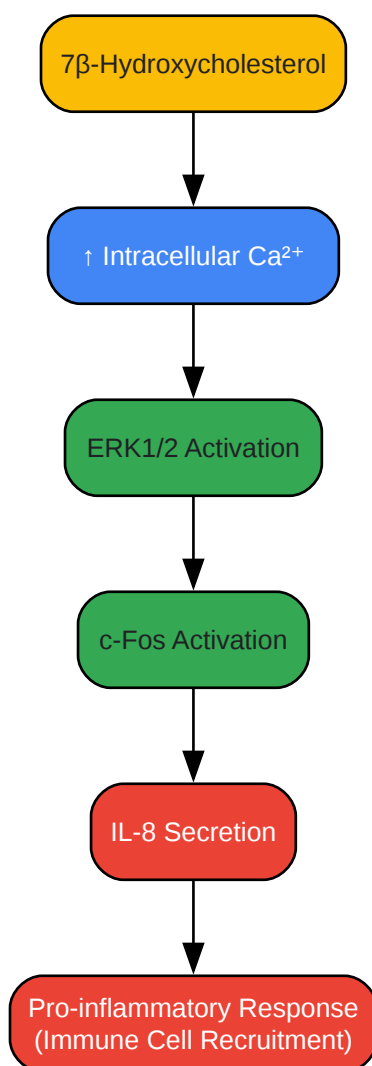 7β-Hydroxycholesterol
↑ Intracellular Ca²⁺
ERK1/2 Activation
c-Fos Activation
IL-8 Secretion
Pro-inflammatory Response
(Immune Cell Recruitment)